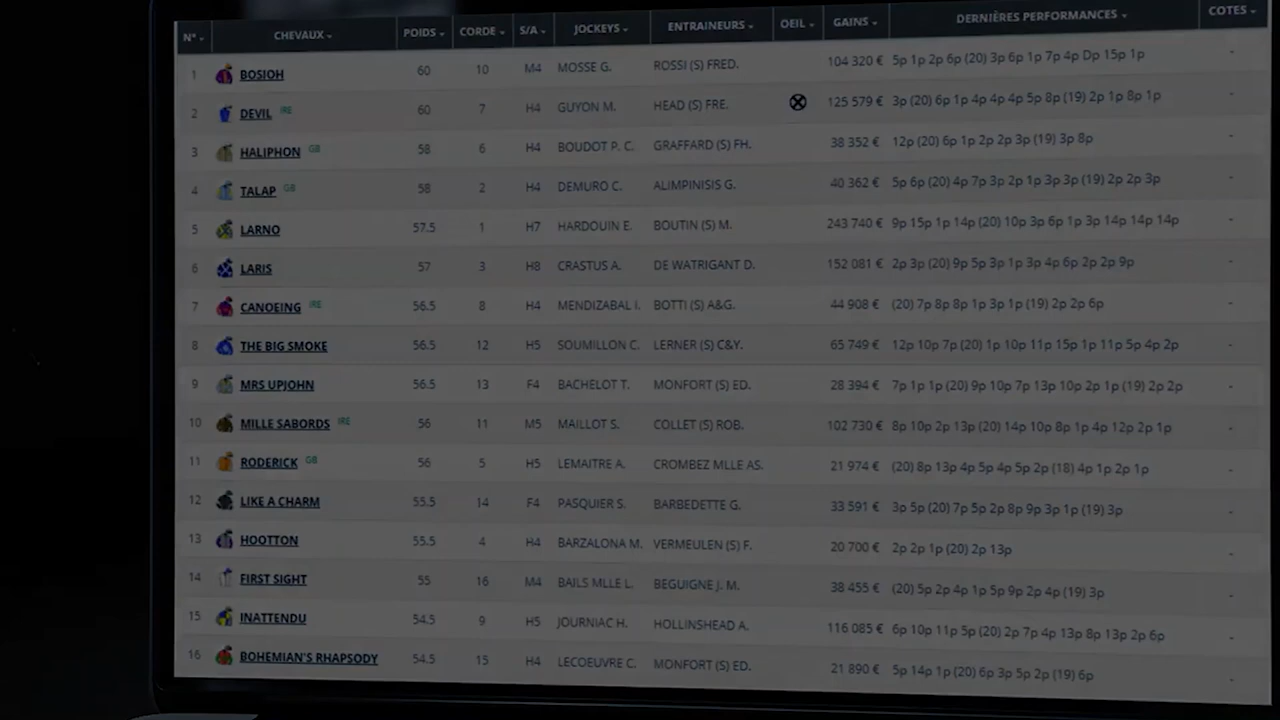 N° CHEVAUX POIDS CORDE S/A JOCKEYS ENTRAINEURS OEIL GAINS DERNIÈRES PERFORMANCES COTES
1 BOSIOH 60 10 M4 MOSSE G. ROSSI (S) FRED. 104 320 € 5p 1p 2p 6p (20) 3p 6p 1p 7p 4p Dp 15p 1p -
2 DEVIL IRE 60 7 H4 GUYON M. HEAD (S) FRE. 125 579 € 3p (20) 6p 1p 4p 4p 4p 5p 8p (19) 2p 1p 8p 1p -
3 HALIPHON GB 58 6 H4 BOUDOT P. C. GRAFFARD (S) FH. 38 352 € 12p (20) 6p 1p 2p 2p 3p (19) 3p 8p -
4 TALAP GB 58 2 H4 DEMURO C. ALIMPINISIS G. 40 362 € 5p 6p (20) 4p 7p 3p 2p 1p 3p 3p (19) 2p 2p 3p -
5 LARNO 57.5 1 H7 HARDOUIN E. BOUTIN (S) M. 243 740 € 9p 15p 1p 14p (20) 10p 3p 6p 1p 3p 14p 14p 14p -
6 LARIS 57 3 H8 CRASTUS A. DE WATRIGANT D. 152 081 € 2p 3p (20) 9p 5p 3p 1p 3p 4p 6p 2p 2p 9p -
7 CANOEING IRE 56.5 8 H4 MENDIZABAL I. BOTTI (S) A&G. 44 908 € (20) 7p 8p 8p 1p 3p 1p (19) 2p 2p 6p -
8 THE BIG SMOKE 56.5 12 H5 SOUMILLON C. LERNER (S) C&Y. 65 749 € 12p 10p 7p (20) 1p 10p 11p 15p 1p 11p 5p 4p 2p -
9 MRS UPJOHN 56.5 13 F4 BACHELOT T. MONFORT (S) ED. 28 394 € 7p 1p 1p (20) 9p 10p 7p 13p 10p 2p 1p (19) 2p 2p -
10 MILLE SABORDS IRE 56 11 M5 MAILLOT S. COLLET (S) ROB. 102 730 € 8p 10p 2p 13p (20) 14p 10p 8p 1p 4p 12p 2p 1p -
11 RODERICK GB 56 5 H5 LEMAITRE A. CROMBEZ MLLE AS. 21 974 € (20) 8p 13p 4p 5p 4p 5p 2p (18) 4p 1p 2p 1p -
12 LIKE A CHARM 55.5 14 F4 PASQUIER S. BARBEDETTE G. 33 591 € 3p 5p (20) 7p 5p 2p 8p 9p 3p 1p (19) 3p -
13 HOOTTON 55.5 4 H4 BARZALONA M. VERMEULEN (S) F. 20 700 € 2p 2p 1p (20) 2p 13p -
14 FIRST SIGHT 55 16 M4 BAILS MLLE L. BEGUIGNE J. M. 38 455 € (20) 5p 2p 4p 1p 5p 9p 2p 4p (19) 3p -
15 INATTENDU 54.5 9 H5 JOURNIAC H. HOLLINSHEAD A. 116 085 € 6p 10p 11p 5p (20) 2p 7p 4p 13p 8p 13p 2p 6p -
16 BOHEMIAN'S RHAPSODY 54.5 15 H4 LECOEUVRE C. MONFORT (S) ED. 21 890 € 5p 14p 1p (20) 6p 3p 5p 2p (19) 6p -